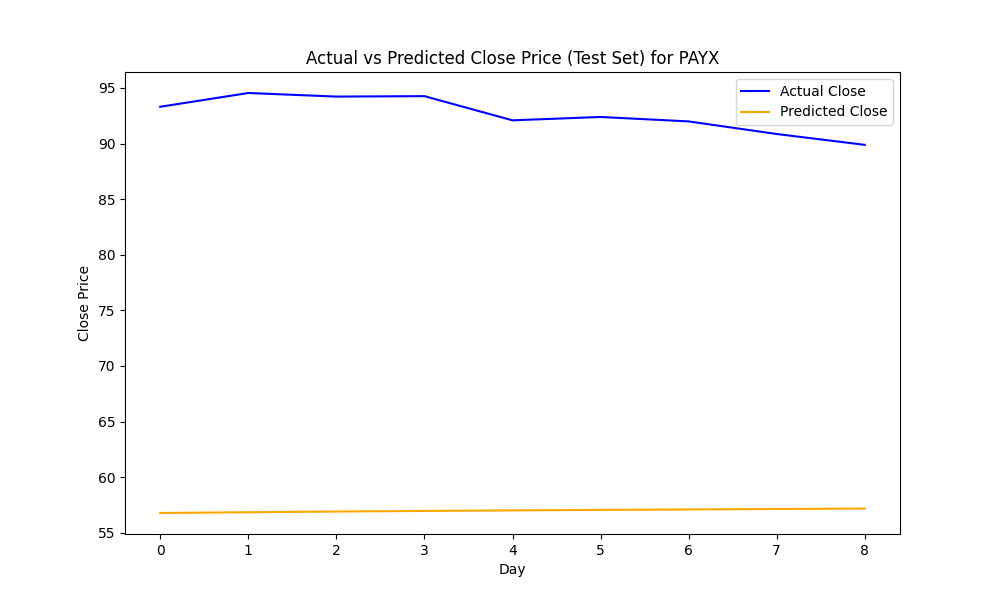 Actual vs Predicted Close Price (Test Set) for PAYX
Actual Close
Predicted Close
Close Price
95
90
85
80
75
70
65
60
55
0 1 2 3 4 5 6 7 8
Day